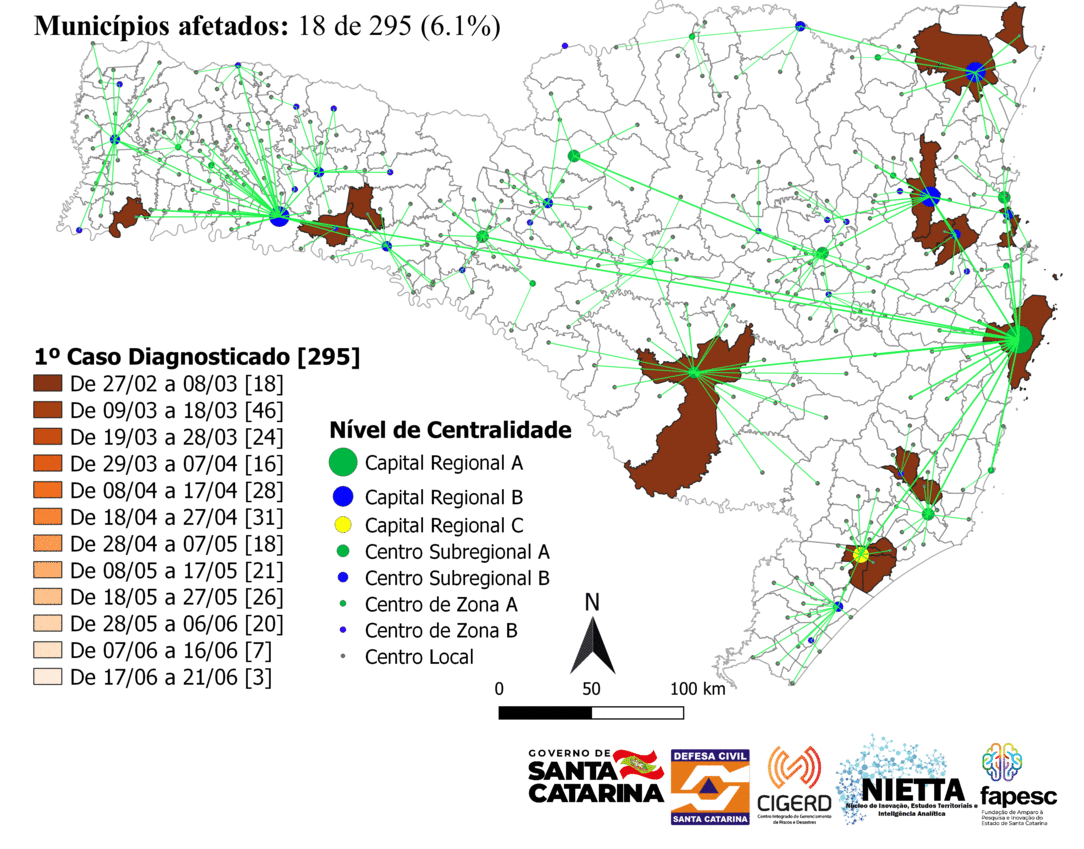 Municípios afetados: 18 de 295 (6.1%)
1º Caso Diagnosticado [295]
De 27/02 a 08/03 [18]
De 09/03 a 18/03 [46]
De 19/03 a 28/03 [24]
De 29/03 a 07/04 [16]
De 08/04 a 17/04 [28]
De 18/04 a 27/04 [31]
De 28/04 a 07/05 [18]
De 08/05 a 17/05 [21]
De 18/05 a 27/05 [26]
De 28/05 a 06/06 [20]
De 07/06 a 16/06 [7]
De 17/06 a 21/06 [3]
Nível de Centralidade
Capital Regional A
Capital Regional B
Capital Regional C
Centro Subregional A
Centro Subregional B
Centro de Zona A
Centro de Zona B
Centro Local
N
0 50 100 km
GOVERNO DE
SANTA
CATARINA
DEFESA CIVIL
SANTA CATARINA
CIGERD
Centro Integrado de Gerenciamento
de Riscos e Desastres
NIETTA
Núcleo de Inovação, Estudos Territoriais e
Inteligência Analítica
fapesc
Fundação de Amparo à
Pesquisa e Inovação do
Estado de Santa Catarina